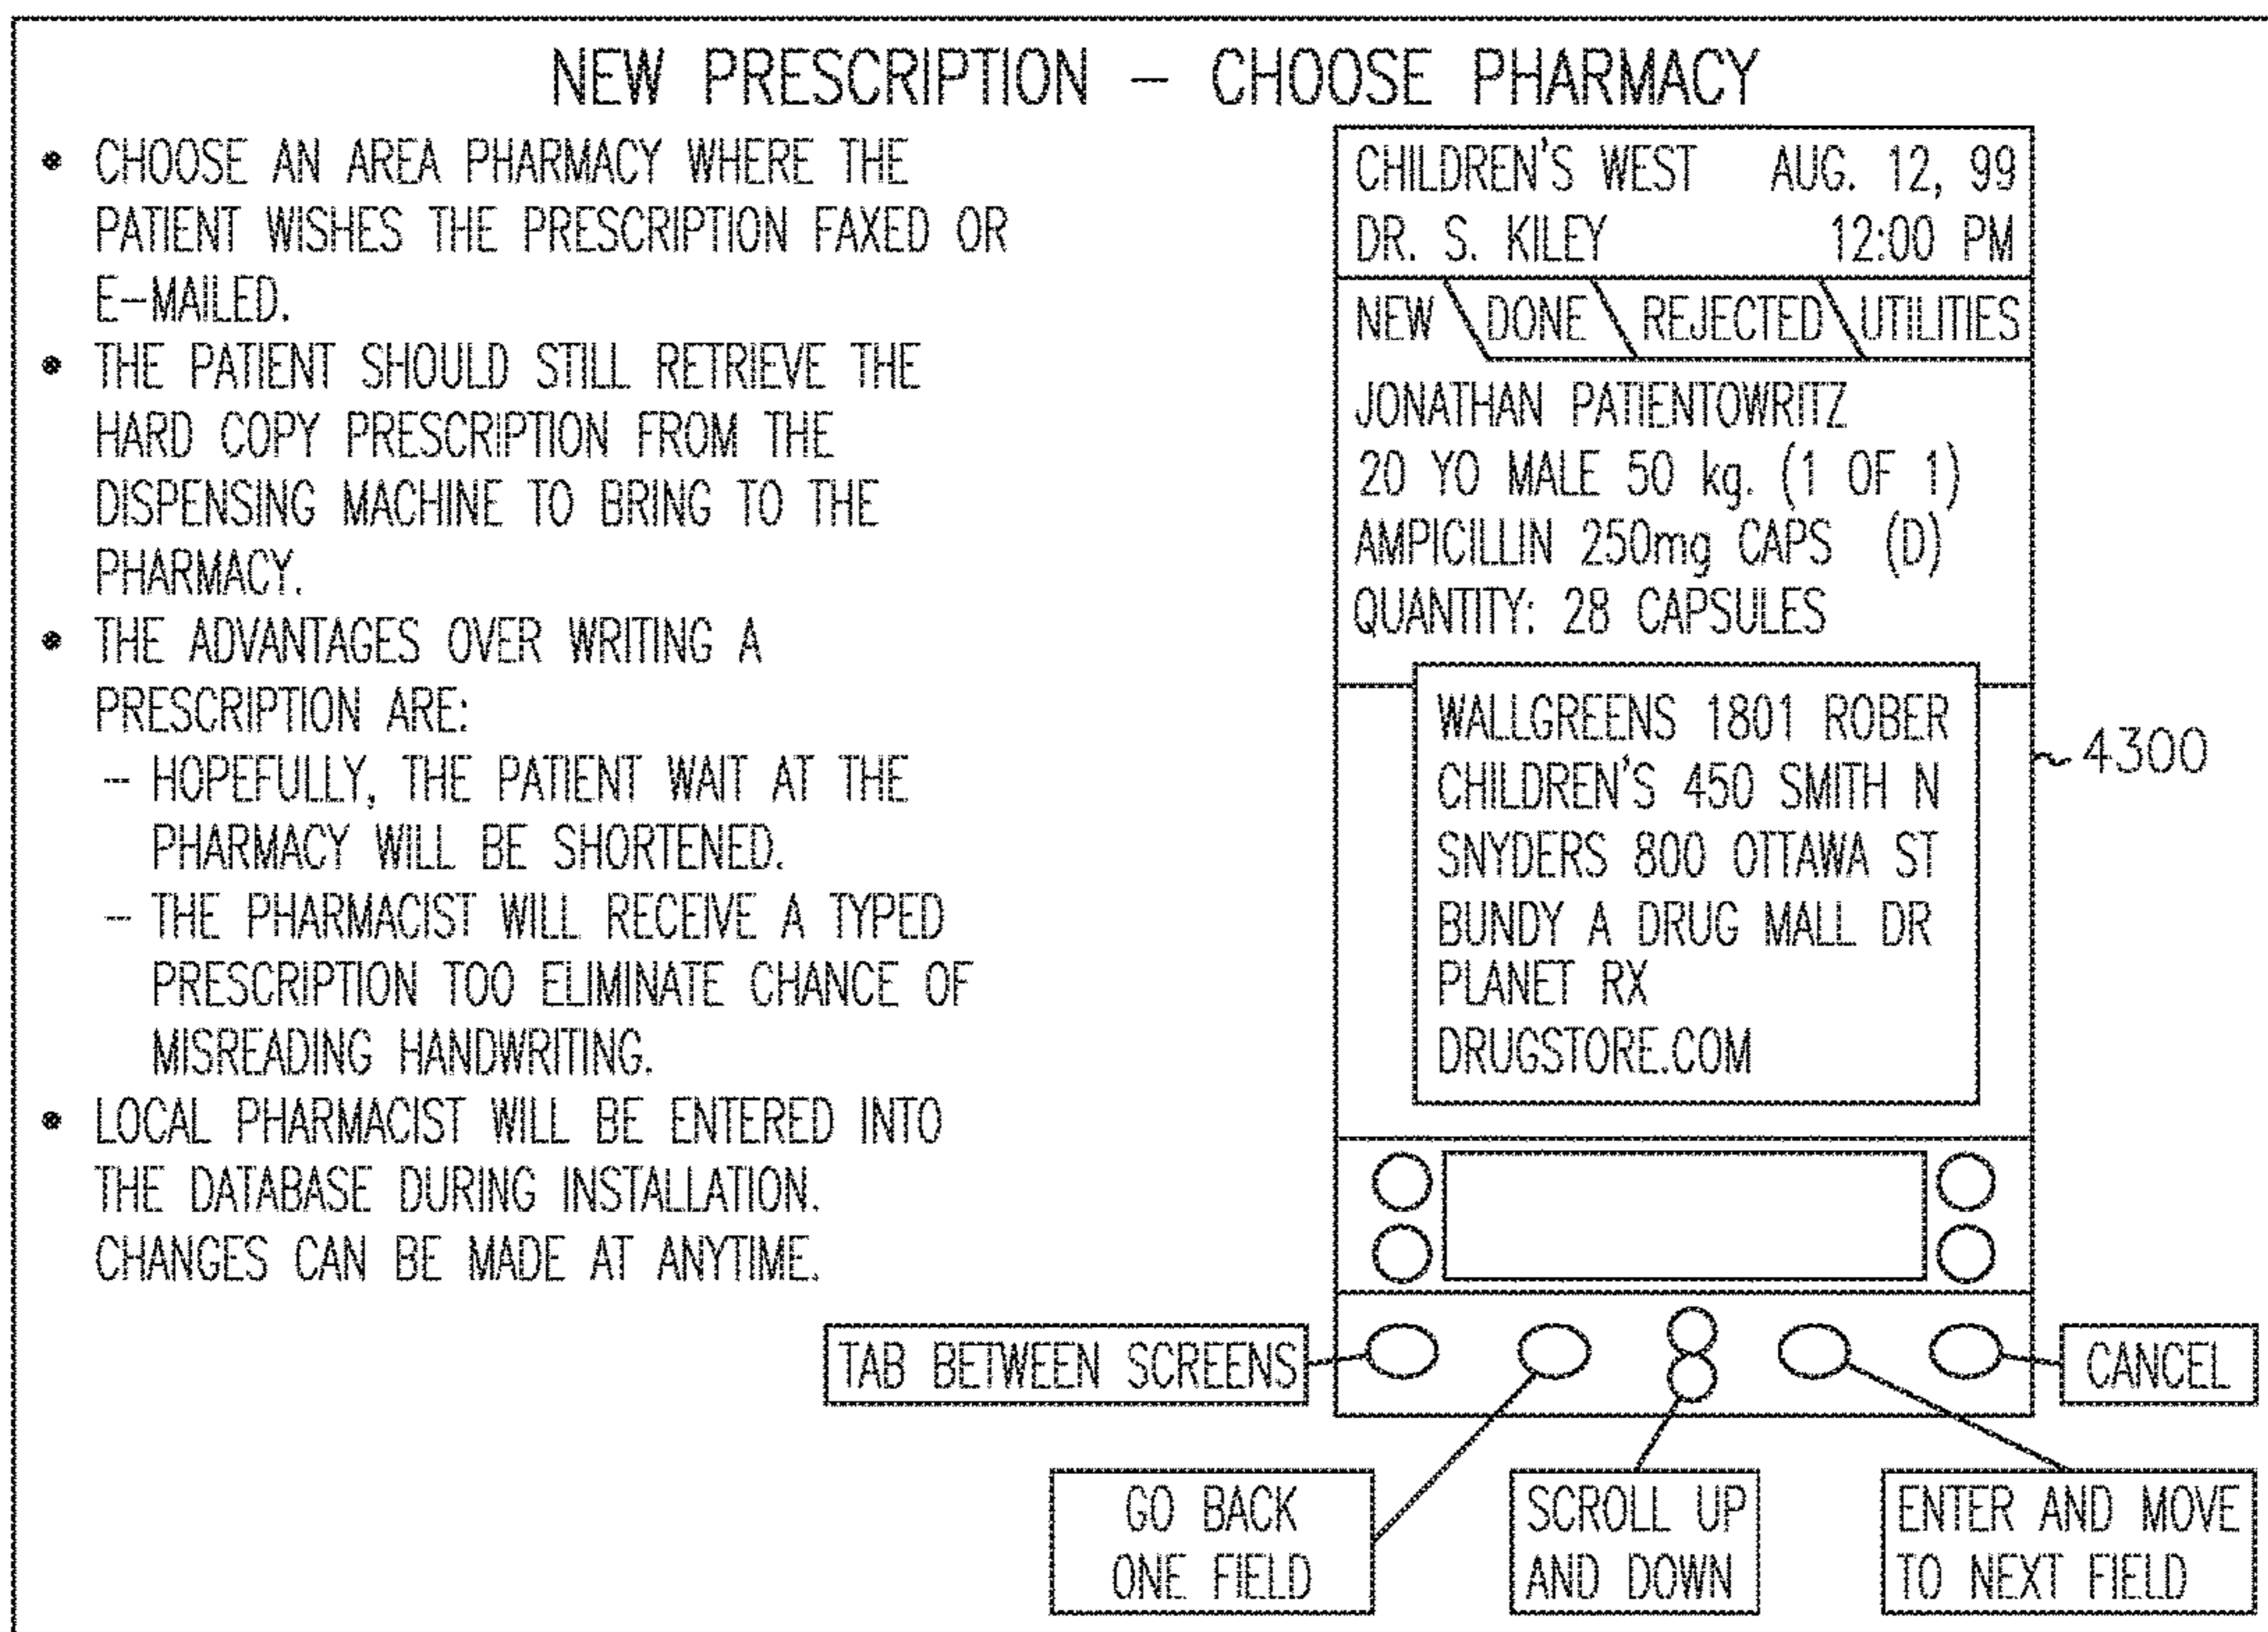 NEW PRESCRIPTION – CHOOSE PHARMACY
• CHOOSE AN AREA PHARMACY WHERE THE
PATIENT WISHES THE PRESCRIPTION FAXED OR
E–MAILED.
• THE PATIENT SHOULD STILL RETRIEVE THE
HARD COPY PRESCRIPTION FROM THE
DISPENSING MACHINE TO BRING TO THE
PHARMACY.
• THE ADVANTAGES OVER WRITING A
PRESCRIPTION ARE:
– HOPEFULLY, THE PATIENT WAIT AT THE
PHARMACY WILL BE SHORTENED.
– THE PHARMACIST WILL RECEIVE A TYPED
PRESCRIPTION TOO ELIMINATE CHANCE OF
MISREADING HANDWRITING.
• LOCAL PHARMACIST WILL BE ENTERED INTO
THE DATABASE DURING INSTALLATION.
CHANGES CAN BE MADE AT ANYTIME.
CHILDREN'S WEST AUG. 12, 99
DR. S. KILEY 12:00 PM
NEW DONE REJECTED UTILITIES
JONATHAN PATIENTOWRITZ
20 YO MALE 50 kg. (1 OF 1)
AMPICILLIN 250mg CAPS (D)
QUANTITY: 28 CAPSULES
WALLGREENS 1801 ROBER
CHILDREN'S 450 SMITH N
SNYDERS 800 OTTAWA ST
BUNDY A DRUG MALL DR
PLANET RX
DRUGSTORE.COM
4300
TAB BETWEEN SCREENS
CANCEL
GO BACK
ONE FIELD
SCROLL UP
AND DOWN
ENTER AND MOVE
TO NEXT FIELD